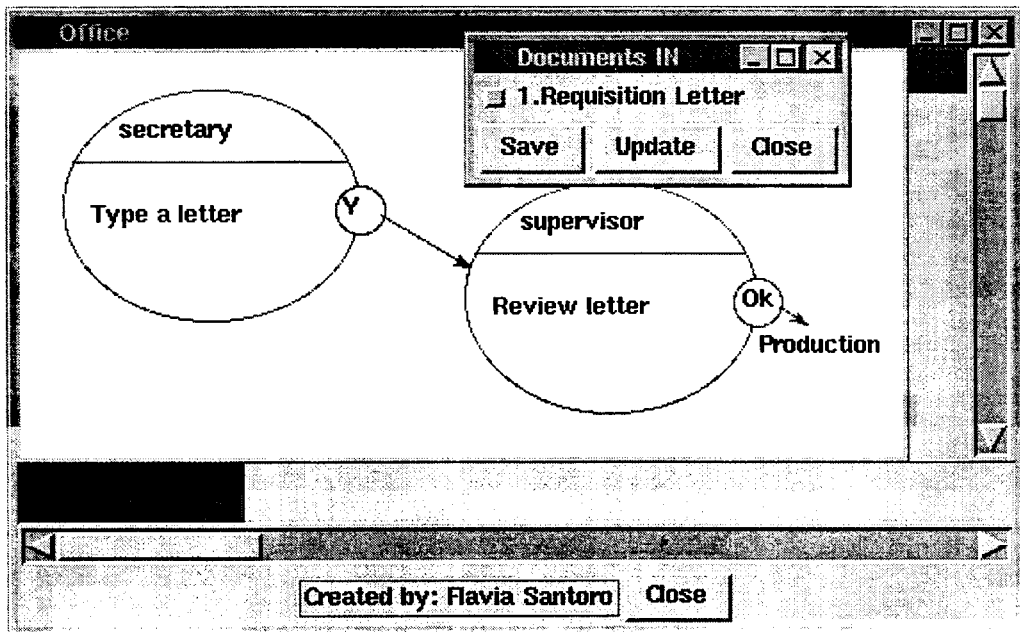 Office
Documents IN
1.Requisition Letter
Save Update Close
secretary
Type a letter
Y
supervisor
Review letter
Ok
Production
Created by: Flavia Santoro
Close